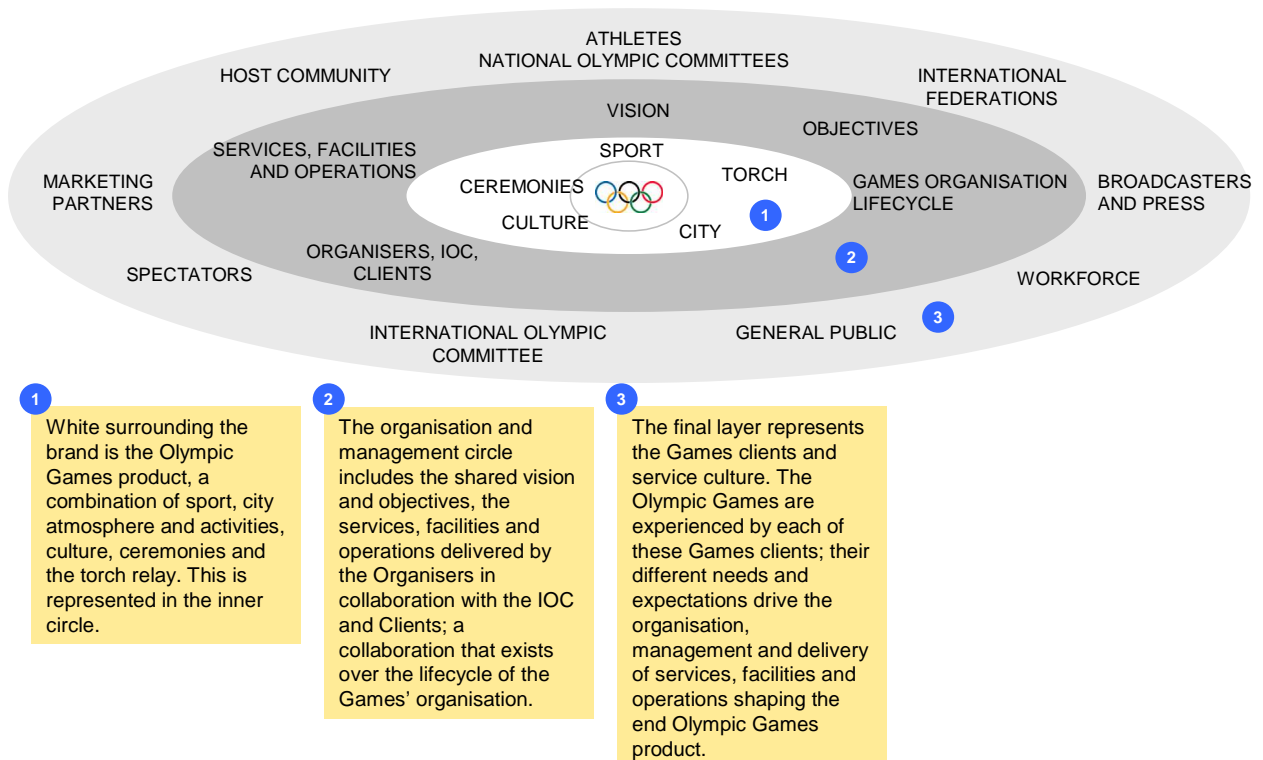 ATHLETES
NATIONAL OLYMPIC COMMITTEES
HOST COMMUNITY
INTERNATIONAL
FEDERATIONS
VISION
OBJECTIVES
SERVICES, FACILITIES
AND OPERATIONS
SPORT
TORCH
CEREMONIES
MARKETING
PARTNERS
GAMES ORGANISATION
LIFECYCLE
BROADCASTERS
AND PRESS
1
CULTURE
CITY
ORGANISERS, IOC,
CLIENTS
2
SPECTATORS
WORKFORCE
3
INTERNATIONAL OLYMPIC
COMMITTEE
GENERAL PUBLIC
1
White surrounding the
brand is the Olympic
Games product, a
combination of sport, city
atmosphere and activities,
culture, ceremonies and
the torch relay. This is
represented in the inner
circle.
2
The organisation and
management circle
includes the shared vision
and objectives, the
services, facilities and
operations delivered by
the Organisers in
collaboration with the IOC
and Clients; a
collaboration that exists
over the lifecycle of the
Games’ organisation.
3
The final layer represents
the Games clients and
service culture. The
Olympic Games are
experienced by each of
these Games clients; their
different needs and
expectations drive the
organisation,
management and delivery
of services, facilities and
operations shaping the
end Olympic Games
product.